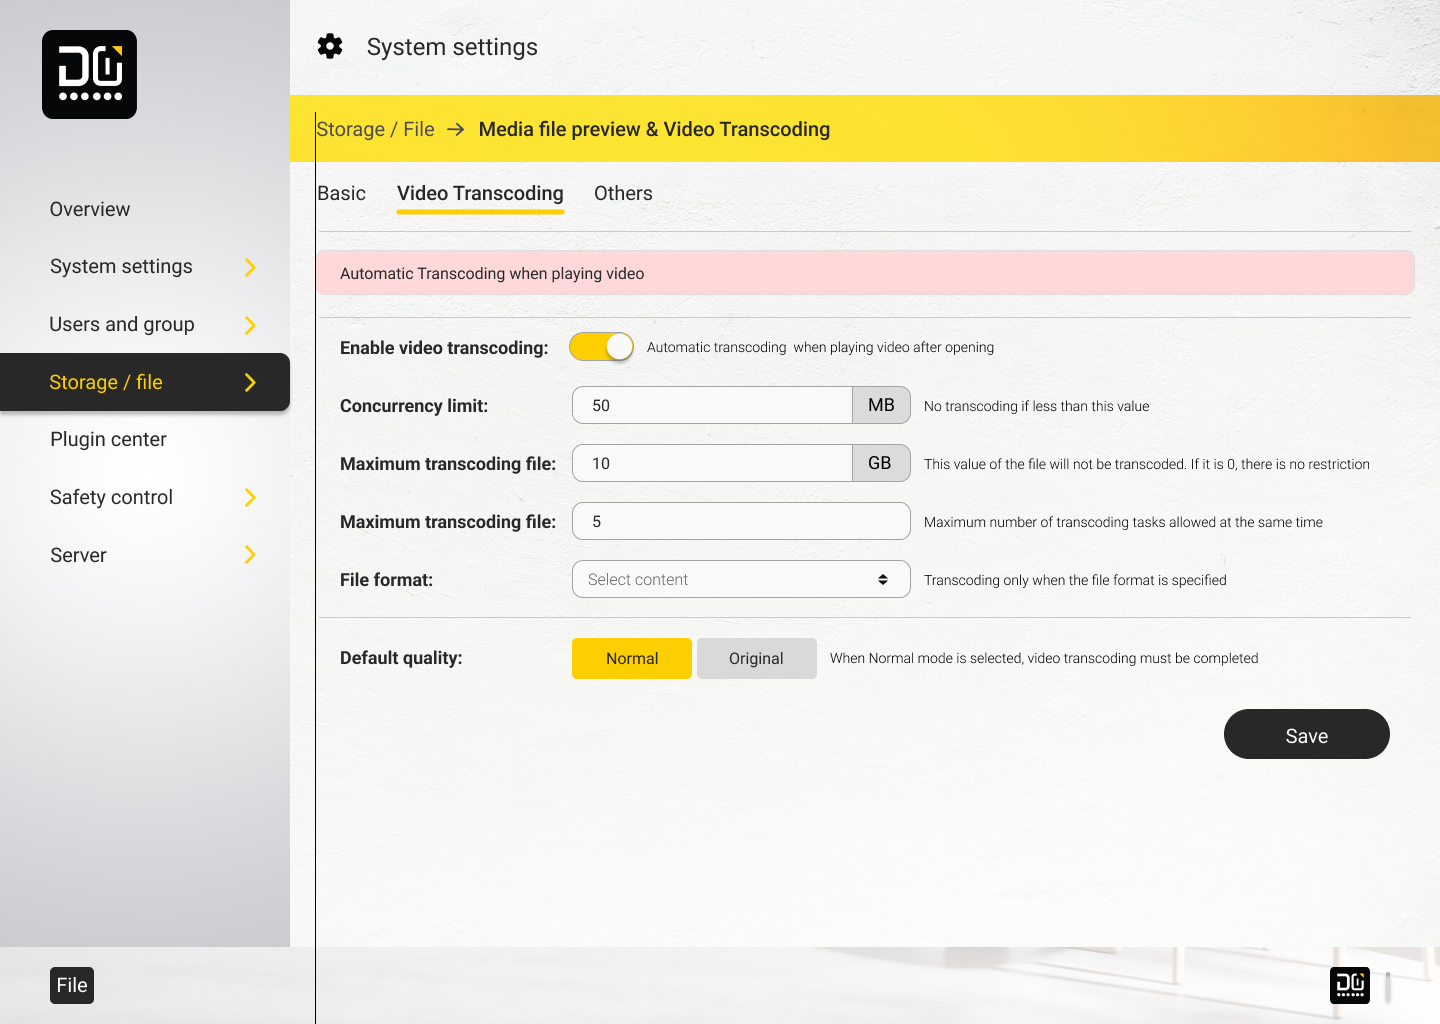 DG
System settings
Storage / File → Media file preview & Video Transcoding
Basic Video Transcoding Others
Overview
System settings
Users and group
Storage / file
Plugin center
Safety control
Server
Automatic Transcoding when playing video
Enable video transcoding: Automatic transcoding when playing video after opening
Concurrency limit: 50 MB No transcoding if less than this value
Maximum transcoding file: 10 GB This value of the file will not be transcoded. If it is 0, there is no restriction
Maximum transcoding file: 5 Maximum number of transcoding tasks allowed at the same time
File format: Select content Transcoding only when the file format is specified
Default quality: Normal Original When Normal mode is selected, video transcoding must be completed
Save
File
DG